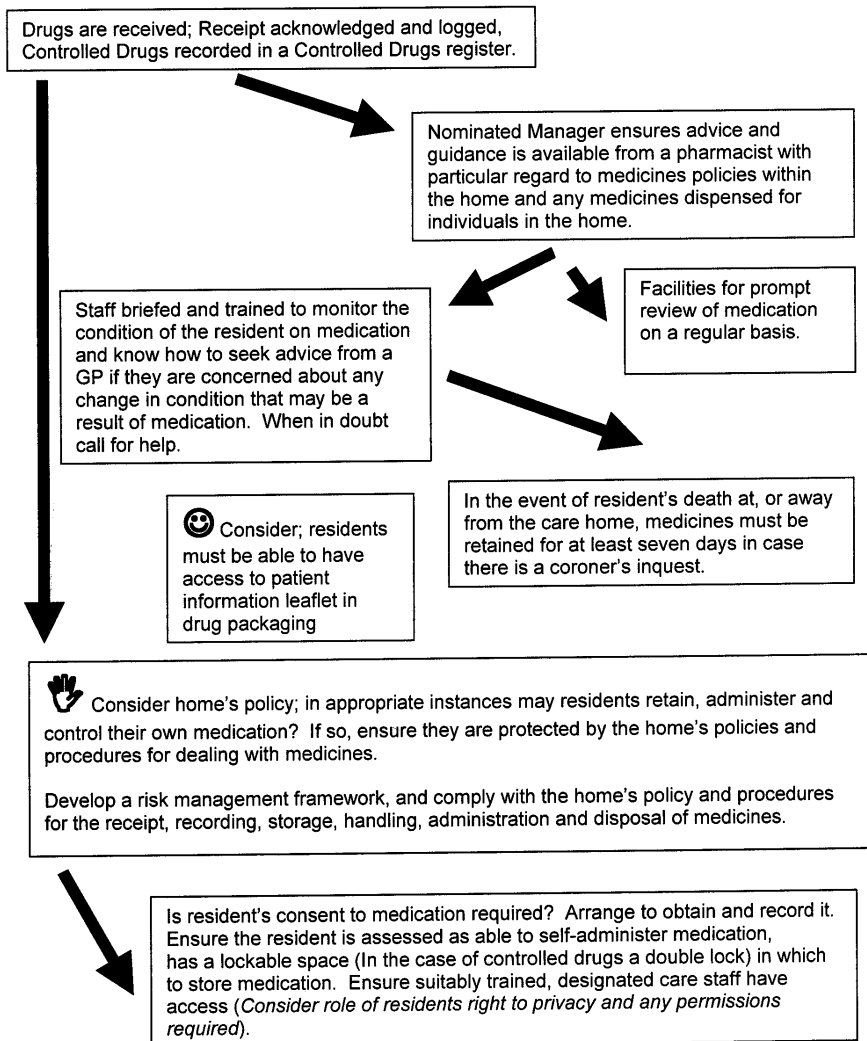 Drugs are received; Receipt acknowledged and logged,
Controlled Drugs recorded in a Controlled Drugs register.
Nominated Manager ensures advice and
guidance is available from a pharmacist with
particular regard to medicines policies within
the home and any medicines dispensed for
individuals in the home.
Staff briefed and trained to monitor the
condition of the resident on medication
and know how to seek advice from a
GP if they are concerned about any
change in condition that may be a
result of medication. When in doubt
call for help.
Facilities for prompt
review of medication
on a regular basis.
In the event of resident's death at, or away
from the care home, medicines must be
retained for at least seven days in case
there is a coroner's inquest.
Consider; residents
must be able to have
access to patient
information leaflet in
drug packaging
Consider home's policy; in appropriate instances may residents retain, administer and
control their own medication? If so, ensure they are protected by the home's policies and
procedures for dealing with medicines.
Develop a risk management framework, and comply with the home's policy and procedures
for the receipt, recording, storage, handling, administration and disposal of medicines.
Is resident's consent to medication required? Arrange to obtain and record it.
Ensure the resident is assessed as able to self-administer medication,
has a lockable space (In the case of controlled drugs a double lock) in which
to store medication. Ensure suitably trained, designated care staff have
access (Consider role of residents right to privacy and any permissions
required).